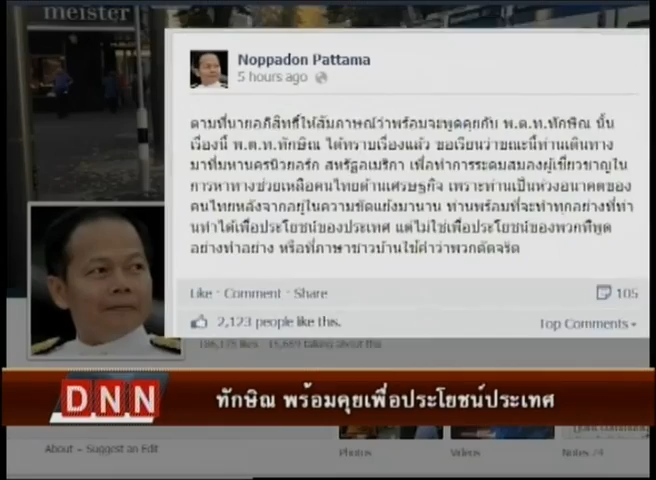 meister
Noppadon Pattama
5 hours ago
ตามที่นายอภิสิทธิ์ให้สัมภาษณ์ว่าพร้อมจะพูดคุยกับ พ.ต.ท.ทักษิณ นั้น
เรื่องนี้ พ.ต.ท.ทักษิณ ได้ทราบเรื่องแล้ว ขอเรียนว่าขณะนี้ท่านเดินทาง
มาที่มหานครนิวยอร์ก สหรัฐอเมริกา เพื่อทำการระดมสมองผู้เชี่ยวชาญใน
การหาทางช่วยเหลือคนไทยด้านเศรษฐกิจ เพราะท่านเป็นห่วงอนาคตของ
คนไทยหลังจากอยู่ในความขัดแย้งมานาน ท่านพร้อมที่จะทำทุกอย่างที่ท่า
นทำได้เพื่อประโยชน์ของประเทศ แต่ไม่ใช่เพื่อประโยชน์ของพวกที่พูด
อย่างทำอย่าง หรือที่ภาษาชาวบ้านใช้คำว่าพวกดัดจริต
Like · Comment · Share 105
2,123 people like this. Top Comments
talking about this
DNN ทักษิณ พร้อมคุยเพื่อประโยชน์ประเทศ
About – Suggest an Edit
Photos Videos Notes 24